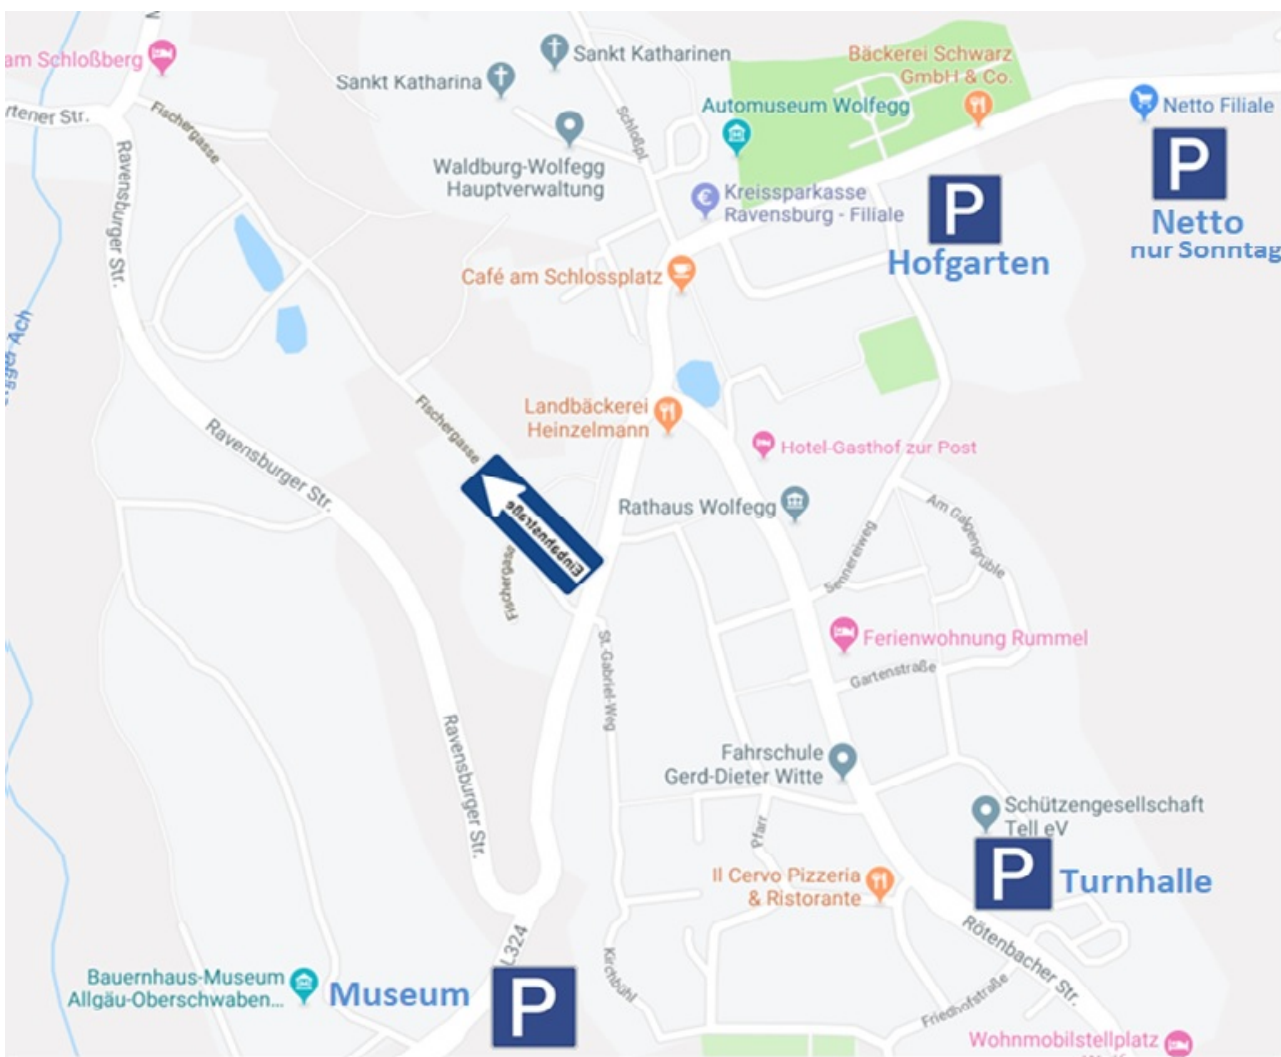 am Schloßberg
Sankt Katharinen
Sankt Katharina
Bäckerei Schwarz
GmbH & Co.
Automuseum Wolfegg
Netto Filiale
P
Netto
nur Sonntag
rtener Str.
Fischergasse
Ravensburger Str.
Schloßpl.
Waldburg-Wolfegg
Hauptverwaltung
Kreissparkasse
Ravensburg - Filiale
P
Hofgarten
Café am Schlossplatz
Ach
Landbäckerei
Heinzelmann
Fischergasse
Ravensburger Str.
Hotel-Gasthof zur Post
Rathaus Wolfegg
Einbahnstraße
Am Galgengrüble
Sennereiweg
Fischergasse
St.-Gabriel-Weg
Ferienwohnung Rummel
Gartenstraße
Ravensburger Str.
Fahrschule
Gerd-Dieter Witte
Schützengesellschaft
Tell eV
Pfarr
P
Turnhalle
Il Cervo Pizzeria
& Ristorante
Rötenbacher Str.
L324
Kirchbühl
Bauernhaus-Museum
Allgäu-Oberschwaben...
Museum
P
Friedhofstraße
Wohnmobilstellplatz